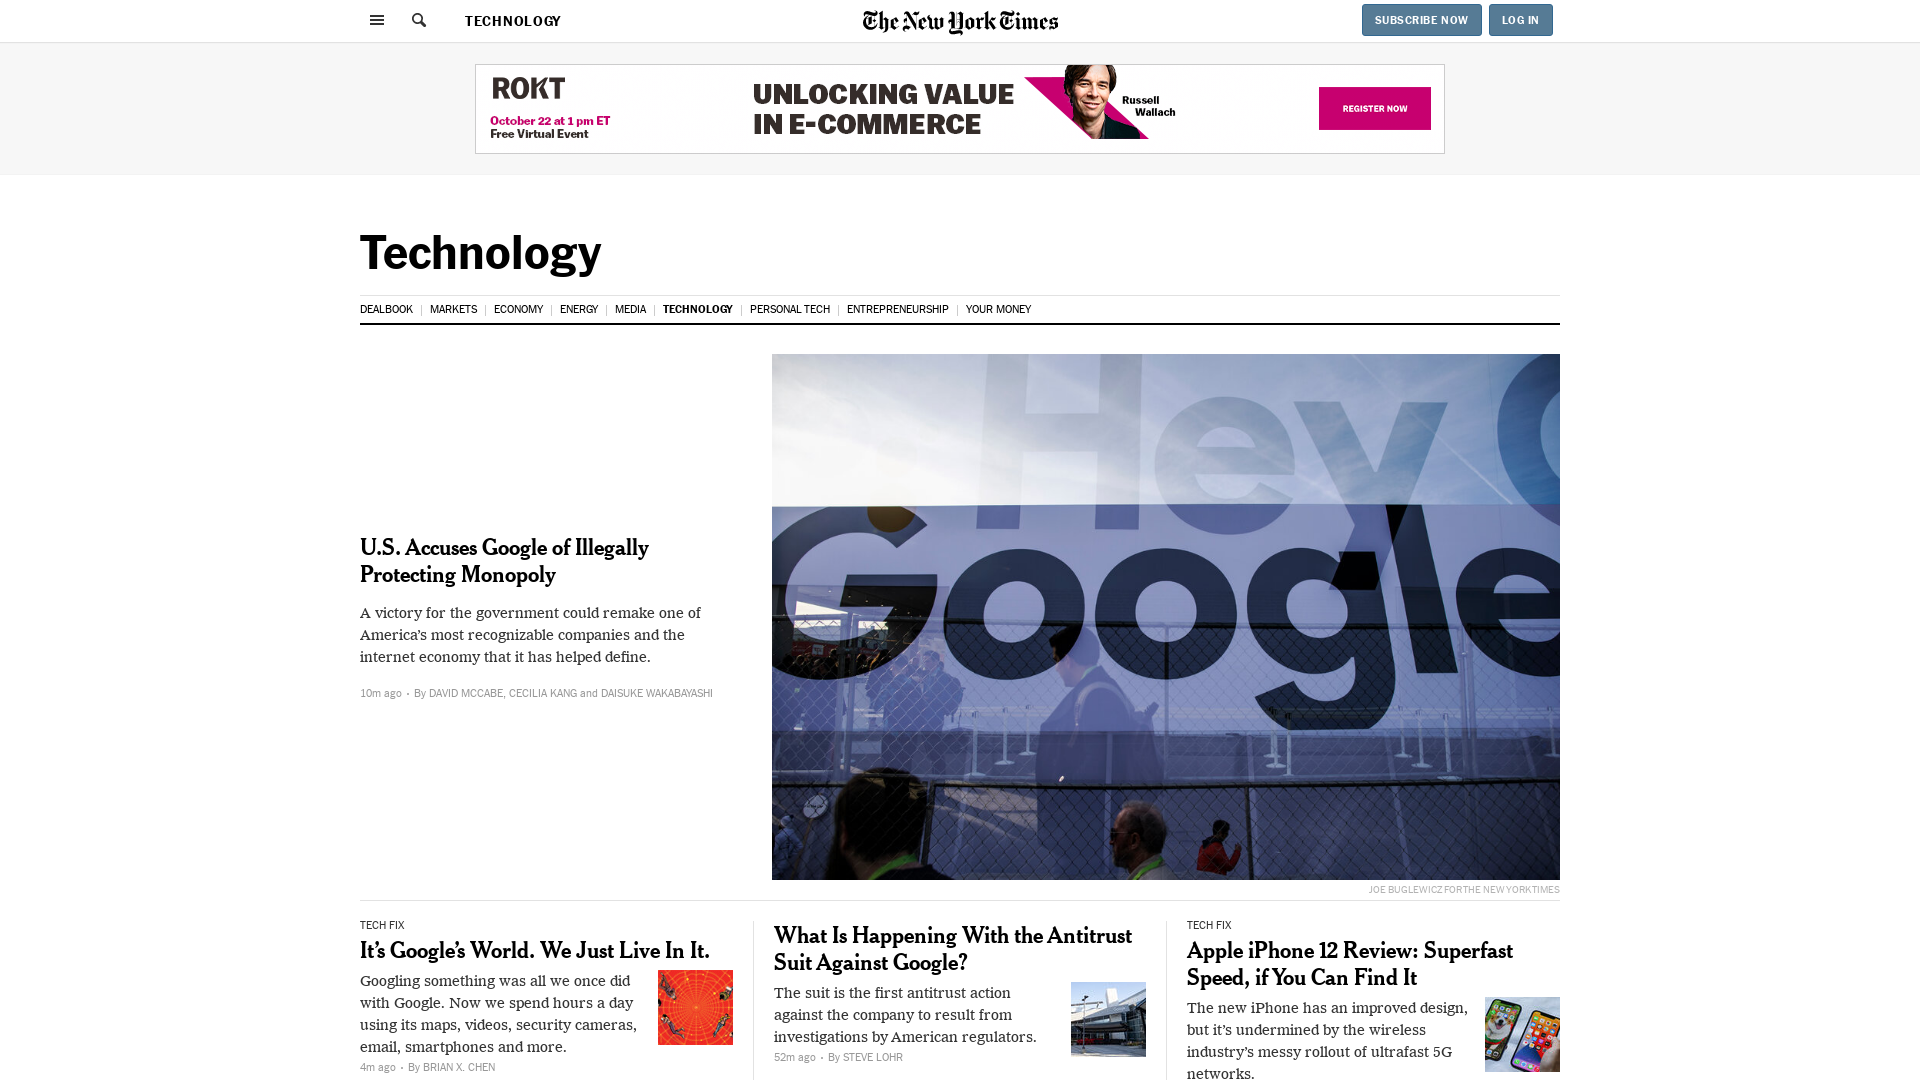 TECHNOLOGY
The New York Times
SUBSCRIBE NOW
LOG IN
ROKT
October 22 at 1 pm ET
Free Virtual Event
UNLOCKING VALUE
IN E-COMMERCE
Russell
Wallach
REGISTER NOW
Technology
DEALBOOK
MARKETS
ECONOMY
ENERGY
MEDIA
TECHNOLOGY
PERSONAL TECH
ENTREPRENEURSHIP
YOUR MONEY
Hey G
Google
U.S. Accuses Google of Illegally
Protecting Monopoly
A victory for the government could remake one of
America’s most recognizable companies and the
internet economy that it has helped define.
10m ago • By DAVID MCCABE, CECILIA KANG and DAISUKE WAKABAYASHI
JOE BUGLEWICZ FOR THE NEW YORK TIMES
TECH FIX
It’s Google’s World. We Just Live In It.
Googling something was all we once did
with Google. Now we spend hours a day
using its maps, videos, security cameras,
email, smartphones and more.
4m ago • By BRIAN X. CHEN
What Is Happening With the Antitrust
Suit Against Google?
The suit is the first antitrust action
against the company to result from
investigations by American regulators.
52m ago • By STEVE LOHR
TECH FIX
Apple iPhone 12 Review: Superfast
Speed, if You Can Find It
The new iPhone has an improved design,
but it’s undermined by the wireless
industry’s messy rollout of ultrafast 5G
networks.